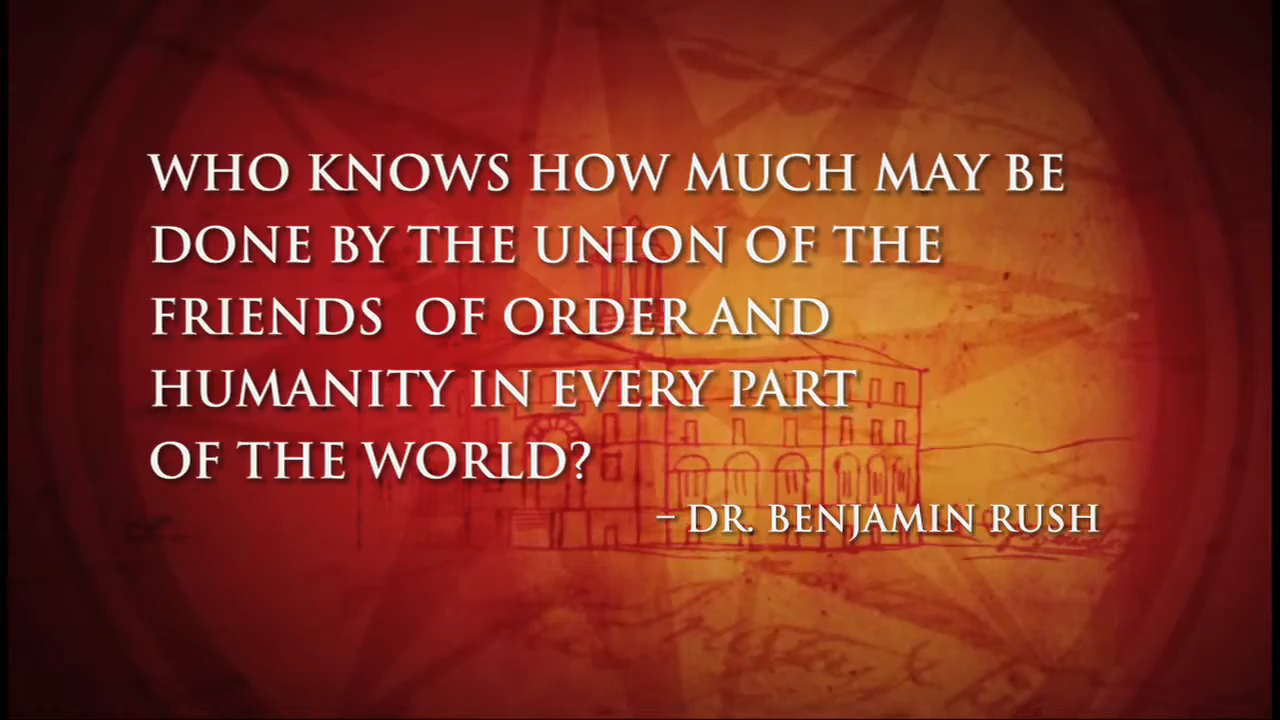 WHO KNOWS HOW MUCH MAY BE
DONE BY THE UNION OF THE
FRIENDS  OF ORDER AND
HUMANITY IN EVERY PART
OF THE WORLD?
– DR. BENJAMIN RUSH